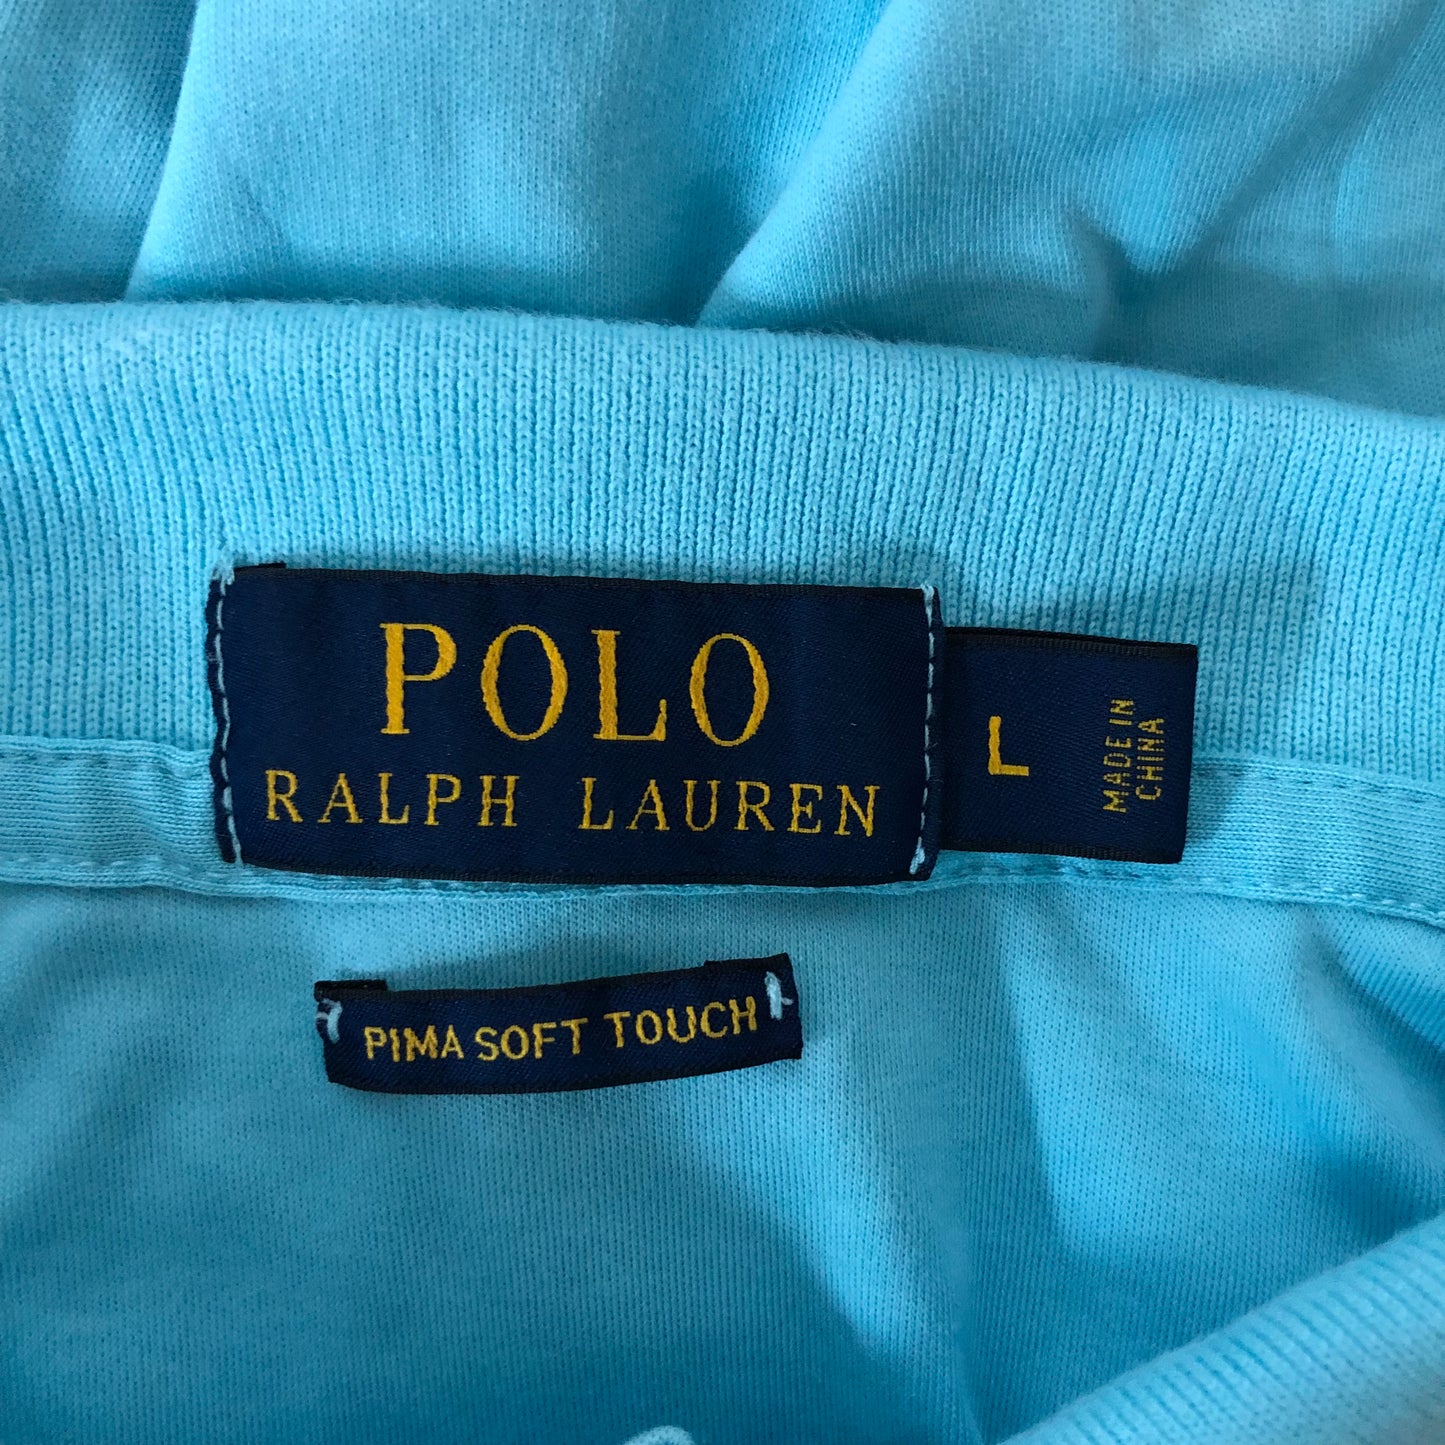 POLO
RALPH LAUREN
L
MADE IN
CHINA
PIMA SOFT TOUCH